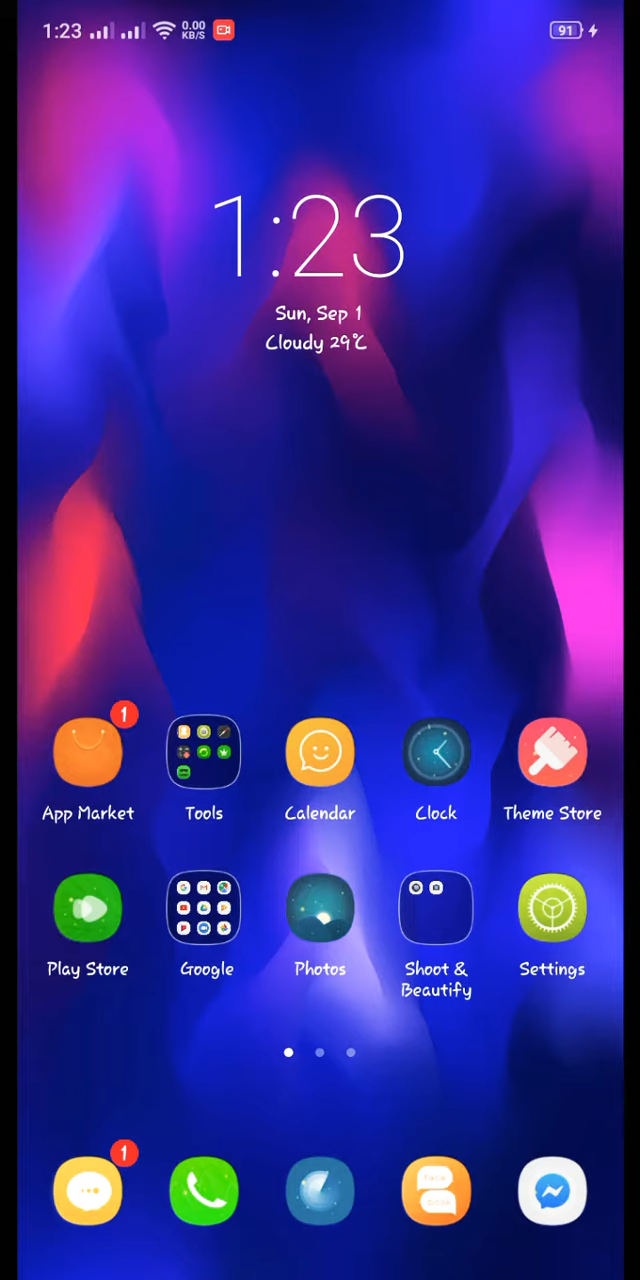 1:23 0.00 KB/S 91
1:23
Sun, Sep 1
Cloudy 29℃
1
App Market Tools Calendar Clock Theme Store
Play Store Google Photos Shoot & Beautify Settings
1